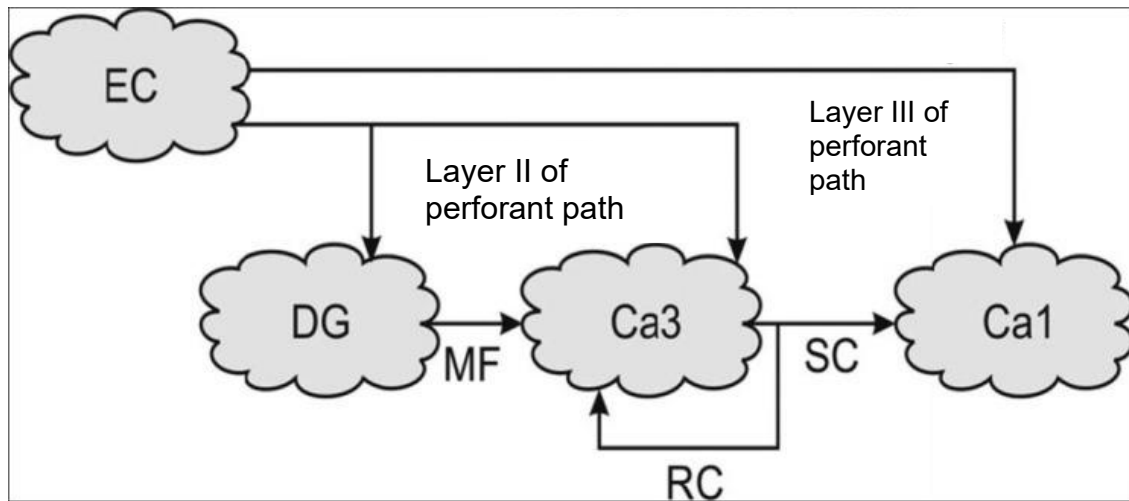 EC
Layer III of
perforant
path
Layer II of
perforant path
DG
MF
Ca3
SC
Ca1
RC